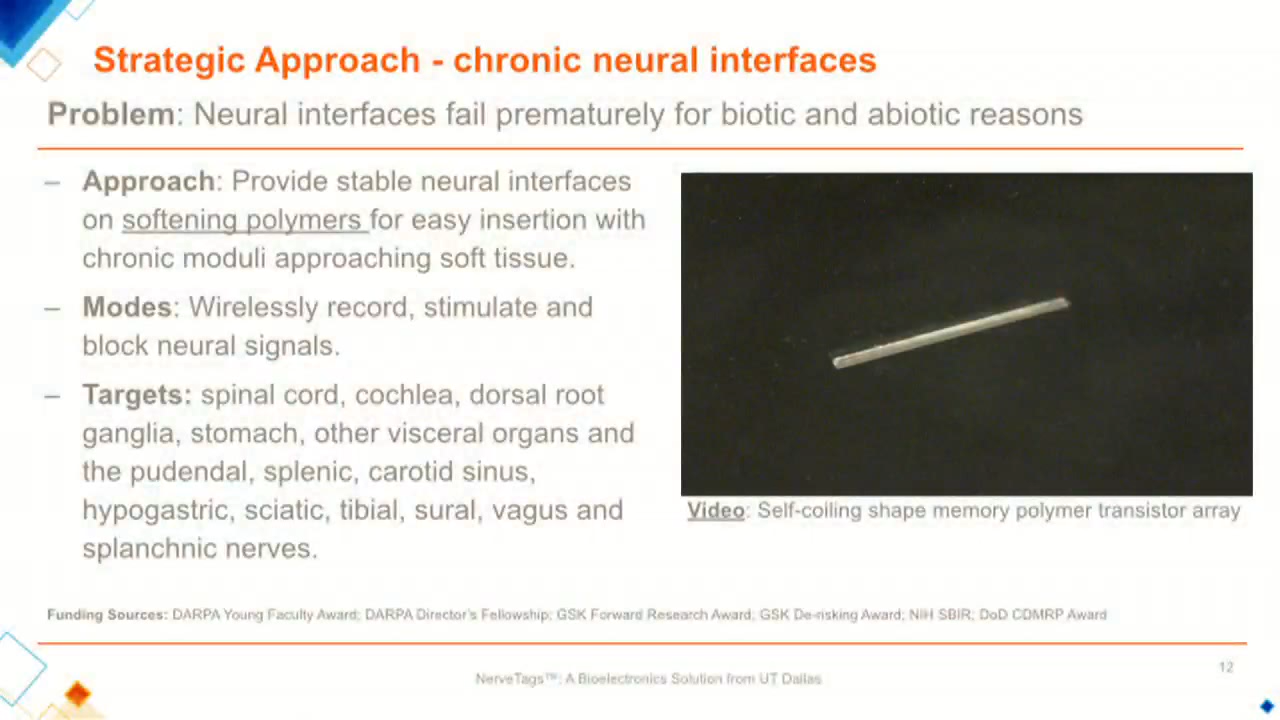 Strategic Approach - chronic neural interfaces
Problem: Neural interfaces fail prematurely for biotic and abiotic reasons
– Approach: Provide stable neural interfaces
on softening polymers for easy insertion with
chronic moduli approaching soft tissue.
– Modes: Wirelessly record, stimulate and
block neural signals.
– Targets: spinal cord, cochlea, dorsal root
ganglia, stomach, other visceral organs and
the pudendal, splenic, carotid sinus,
hypogastric, sciatic, tibial, sural, vagus and
splanchnic nerves.
Video: Self-coiling shape memory polymer transistor array
Funding Sources: DARPA Young Faculty Award; DARPA Director's Fellowship; GSK Forward Research Award; GSK De-risking Award; NIH SBIR; DoD CDMRP Award
NerveTags™: A Bioelectronics Solution from UT Dallas
12